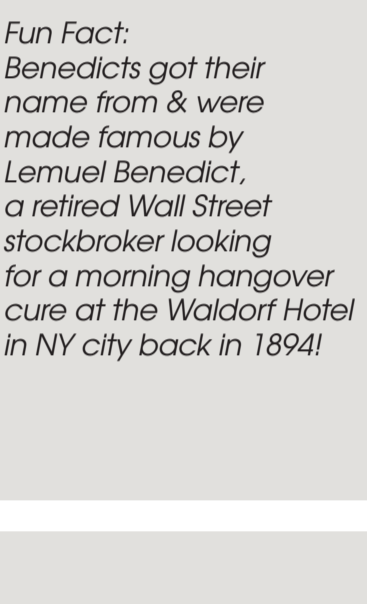 Fun Fact:
Benedicts got their
name from & were
made famous by
Lemuel Benedict,
a retired Wall Street
stockbroker looking
for a morning hangover
cure at the Waldorf Hotel
in NY city back in 1894!